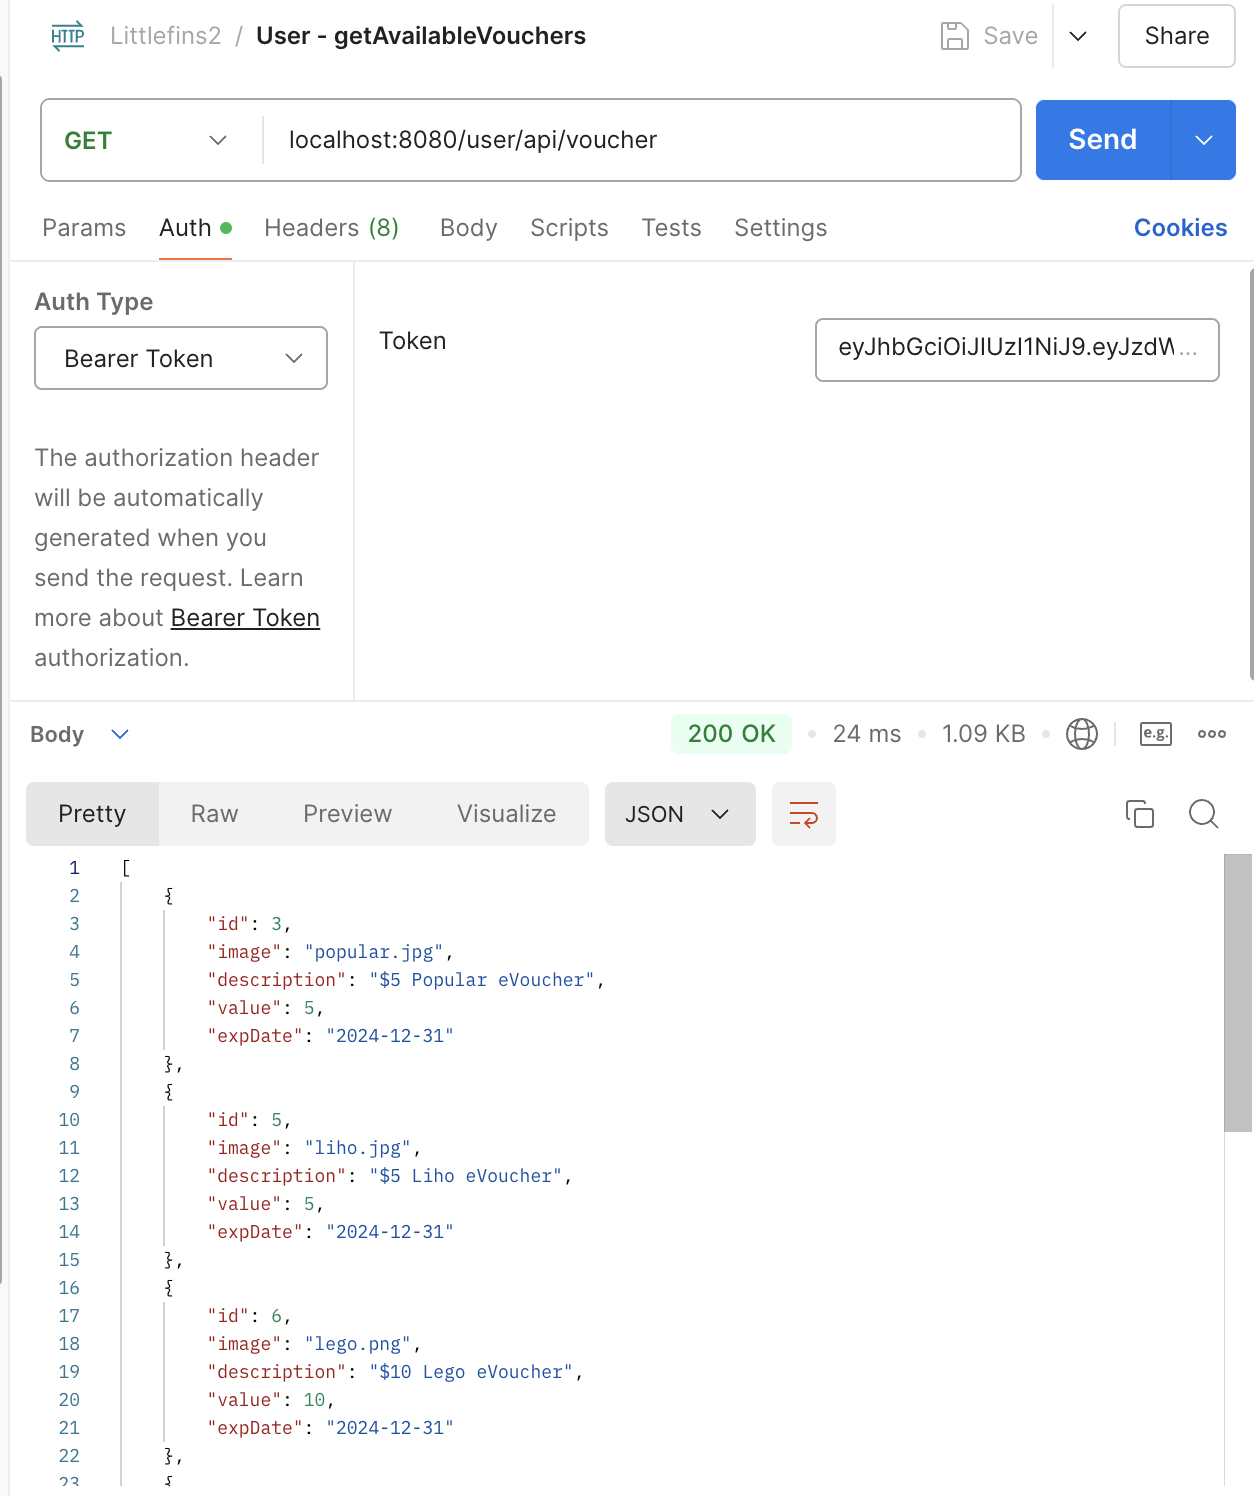 HTTP Littlefins2 / User - getAvailableVouchers Save Share
GET localhost:8080/user/api/voucher Send
Params Auth Headers (8) Body Scripts Tests Settings Cookies
Auth Type
Bearer Token
Token eyJhbGciOiJIUzI1NiJ9.eyJzdW...
The authorization header
will be automatically
generated when you
send the request. Learn
more about Bearer Token
authorization.
Body 200 OK • 24 ms • 1.09 KB • e.g.
Pretty Raw Preview Visualize JSON
1 [
2 {
3 "id": 3,
4 "image": "popular.jpg",
5 "description": "$5 Popular eVoucher",
6 "value": 5,
7 "expDate": "2024-12-31"
8 },
9 {
10 "id": 5,
11 "image": "liho.jpg",
12 "description": "$5 Liho eVoucher",
13 "value": 5,
14 "expDate": "2024-12-31"
15 },
16 {
17 "id": 6,
18 "image": "lego.png",
19 "description": "$10 Lego eVoucher",
20 "value": 10,
21 "expDate": "2024-12-31"
22 },
23 {